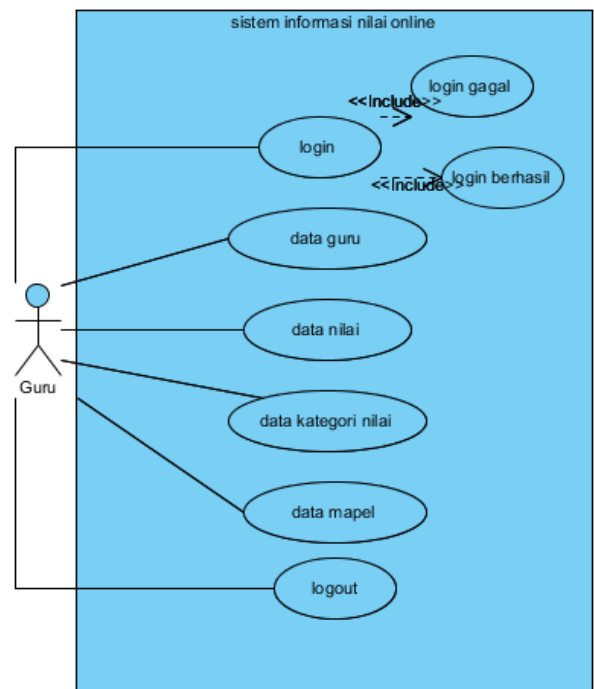 sistem informasi nilai online
login gagal
<<Include>>
login
login berhasil
<<Include>>
data guru
data nilai
Guru
data kategori nilai
data mapel
logout